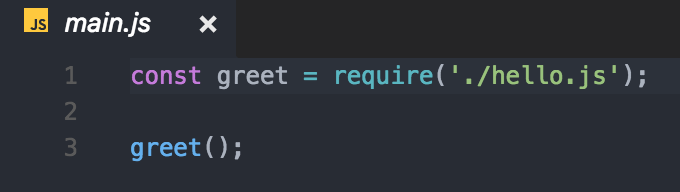 JS main.js ×
1 const greet = require('./hello.js');
2
3 greet();